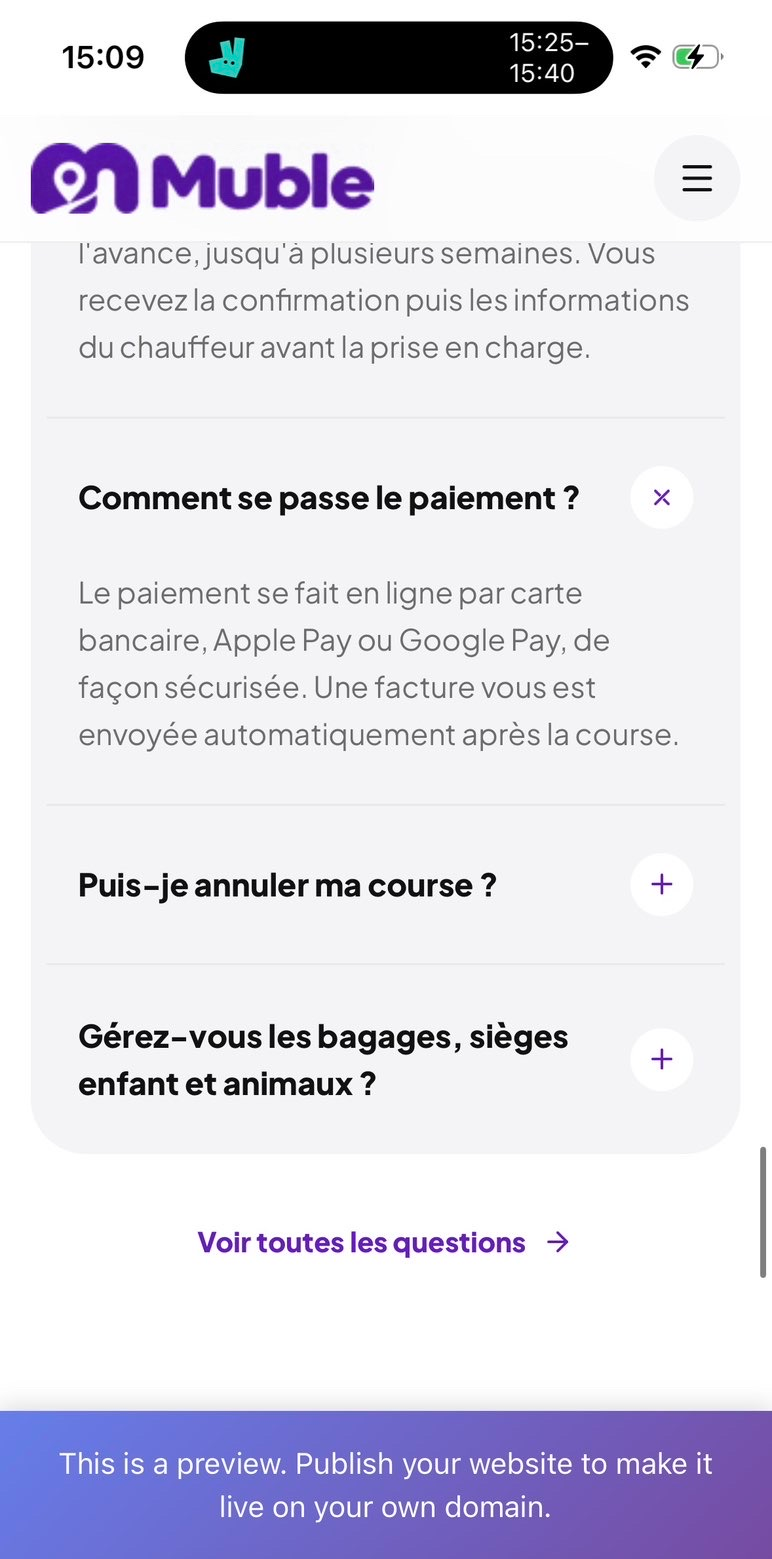 15:09
15:25–
15:40
Muble
l'avance, jusqu'à plusieurs semaines. Vous
recevez la confirmation puis les informations
du chauffeur avant la prise en charge.
Comment se passe le paiement ?
Le paiement se fait en ligne par carte
bancaire, Apple Pay ou Google Pay, de
façon sécurisée. Une facture vous est
envoyée automatiquement après la course.
Puis-je annuler ma course ?
Gérez-vous les bagages, sièges
enfant et animaux ?
Voir toutes les questions
This is a preview. Publish your website to make it
live on your own domain.